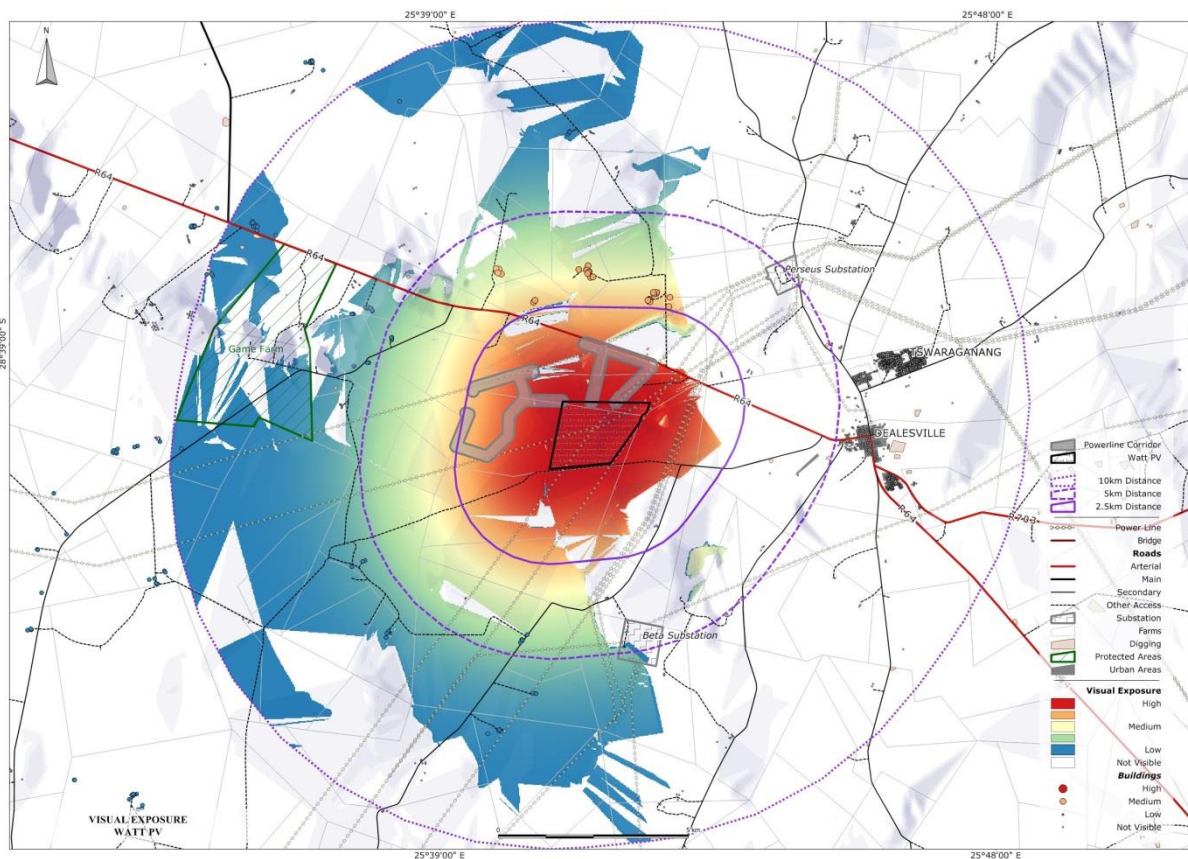 25°39'00" E
25°48'00" E
N
R64
R64
Perseus Substation
R64
28°39'00" S
Game Farm
TSWARAGANANG
R64
DEALESVILLE
Powerline Corridor
Watt PV
10km Distance
5km Distance
2.5km Distance
R64
R703
Power Line
Bridge
Roads
Arterial
Main
Secondary
Other Access
Substation
Farms
Digging
Protected Areas
Urban Areas
Beta Substation
Visual Exposure
High
Medium
Low
Not Visible
Buildings
High
Medium
Low
Not Visible
VISUAL EXPOSURE
WATT PV
0
5 km
25°39'00" E
25°48'00" E